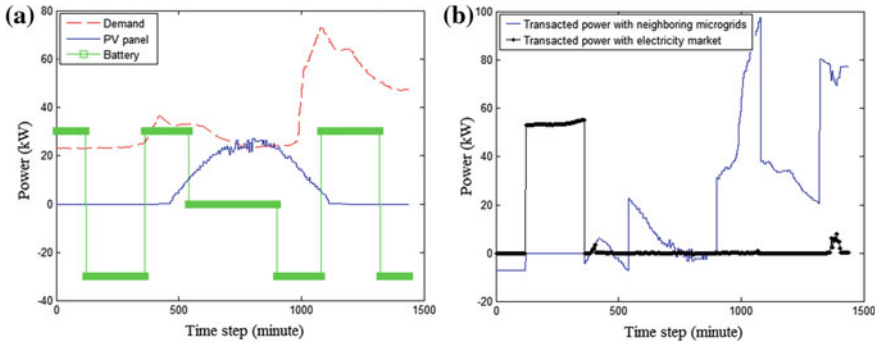 (a)
80
60
40
20
0
-20
-40
Power (kW)
Demand
PV panel
Battery
0
500
1000
1500
Time step (minute)
(b)
100
80
60
40
20
0
-20
Power (kW)
Transacted power with neighboring microgrids
Transacted power with electricity market
0
500
1000
1500
Time step (minute)